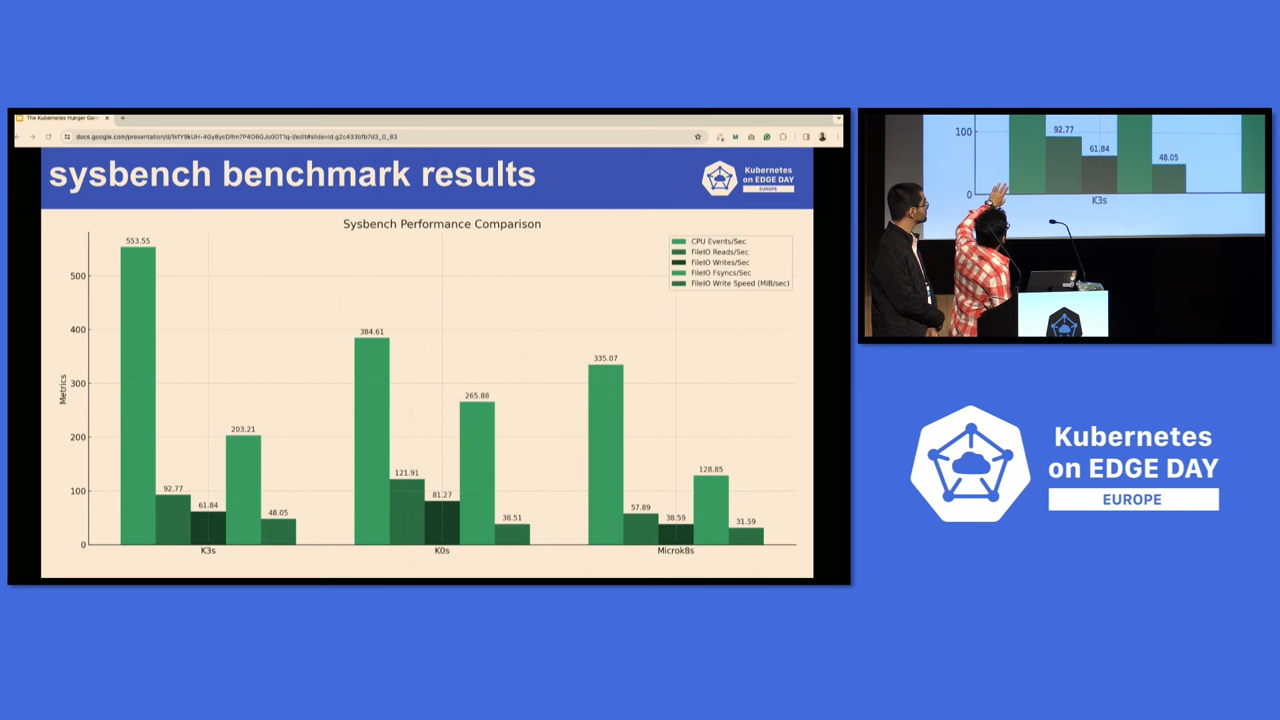 The Kubernetes Hunger Gam
sysbench benchmark results
Kubernetes
on EDGE DAY
EUROPE
Sysbench Performance Comparison
CPU Events/Sec
FileIO Reads/Sec
FileIO Writes/Sec
FileIO Fsyncs/Sec
FileIO Write Speed (MiB/sec)
Metrics
500
400
300
200
100
0
553.55
92.77
61.84
203.21
48.05
384.61
121.91
81.27
265.88
38.51
335.07
57.89
38.59
128.85
31.59
K3s
K0s
Microk8s
100
0
92.77
61.84
48.05
K3s
Kubernetes
on EDGE DAY
EUROPE